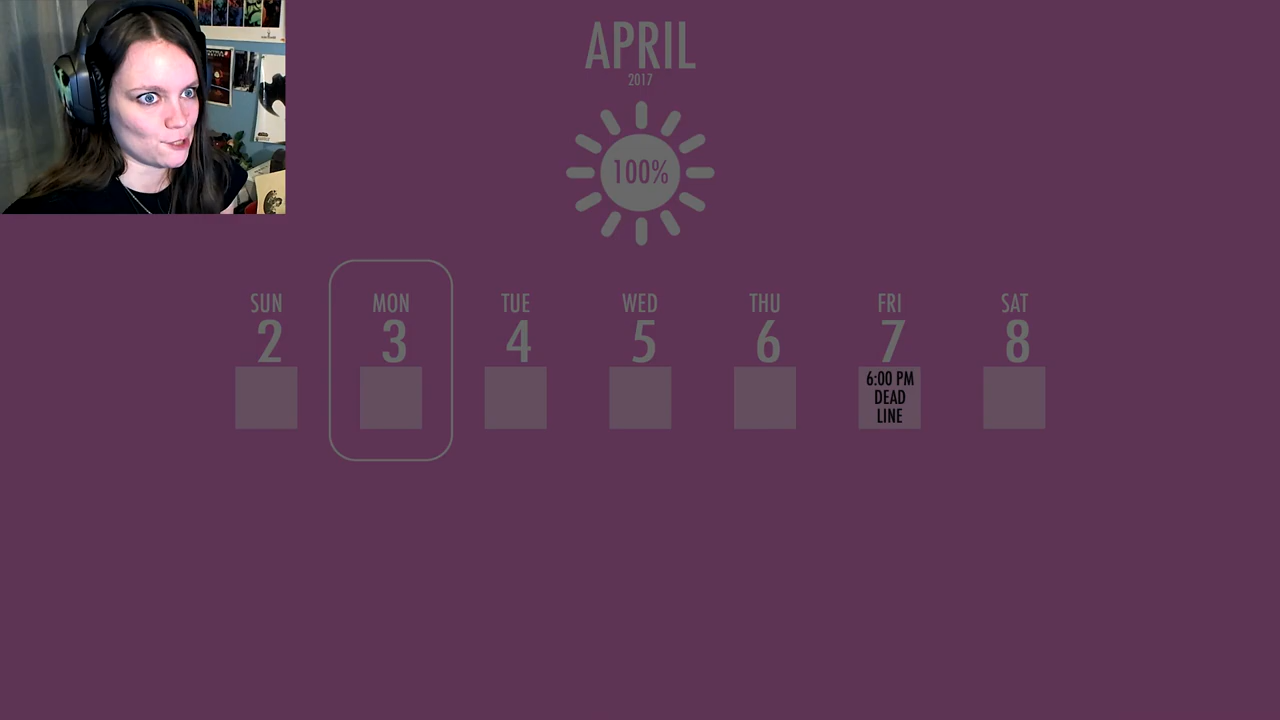 APRIL
2017
100%
SUN MON TUE WED THU FRI SAT
2 3 4 5 6 7 8
6:00 PM
DEAD
LINE